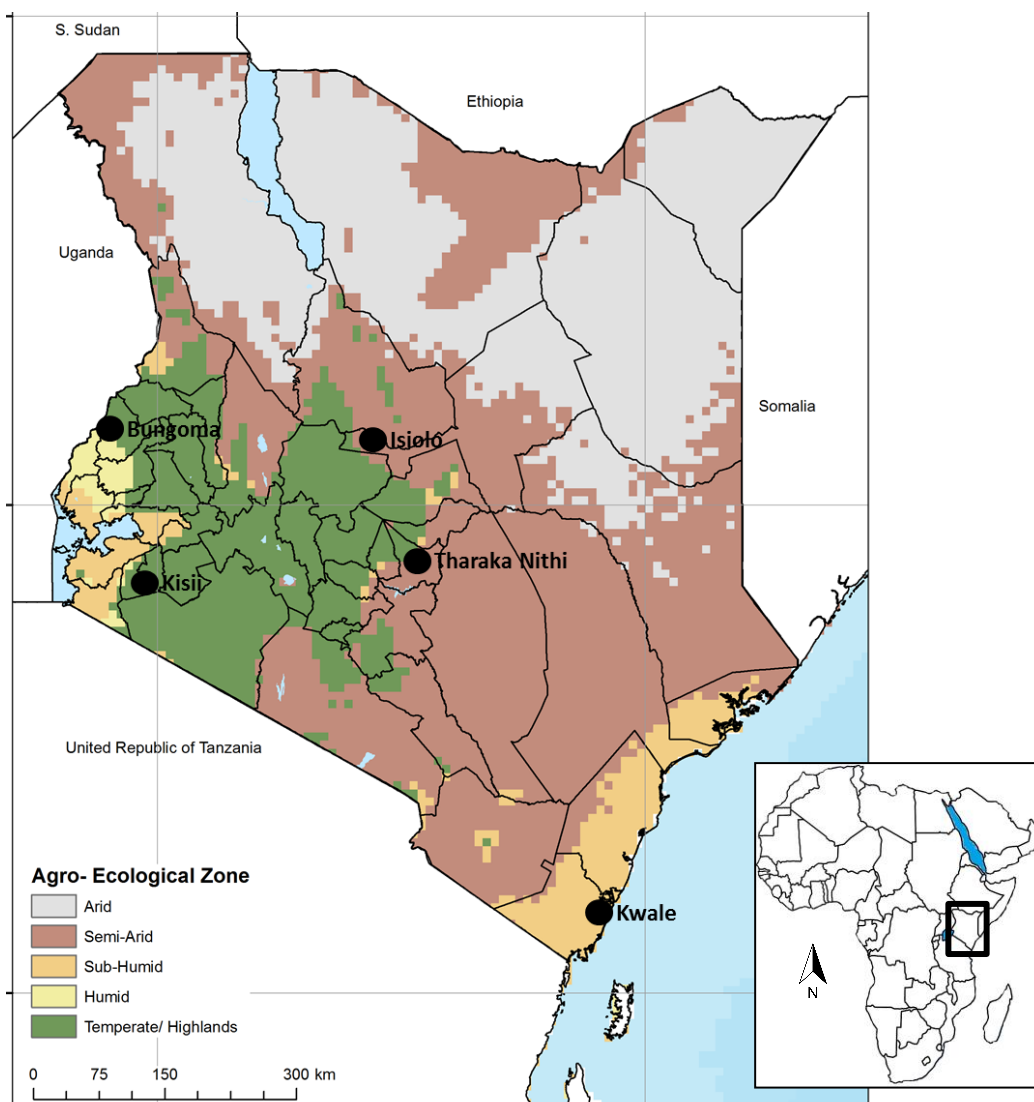 S. Sudan
Ethiopia
Uganda
Somalia
Bungoma
Isiolo
Tharaka Nithi
Kisii
United Republic of Tanzania
Kwale
Agro- Ecological Zone
Arid
Semi-Arid
Sub-Humid
Humid
Temperate/ Highlands
0 75 150 300 km
N